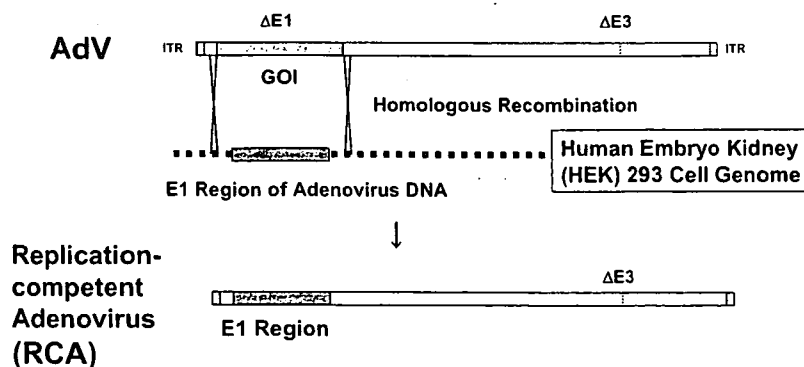 ΔE1
ΔE3
AdV
ITR
ITR
GOI
Homologous Recombination
Human Embryo Kidney
(HEK) 293 Cell Genome
E1 Region of Adenovirus DNA
↓
Replication-
competent
Adenovirus
(RCA)
ΔE3
E1 Region